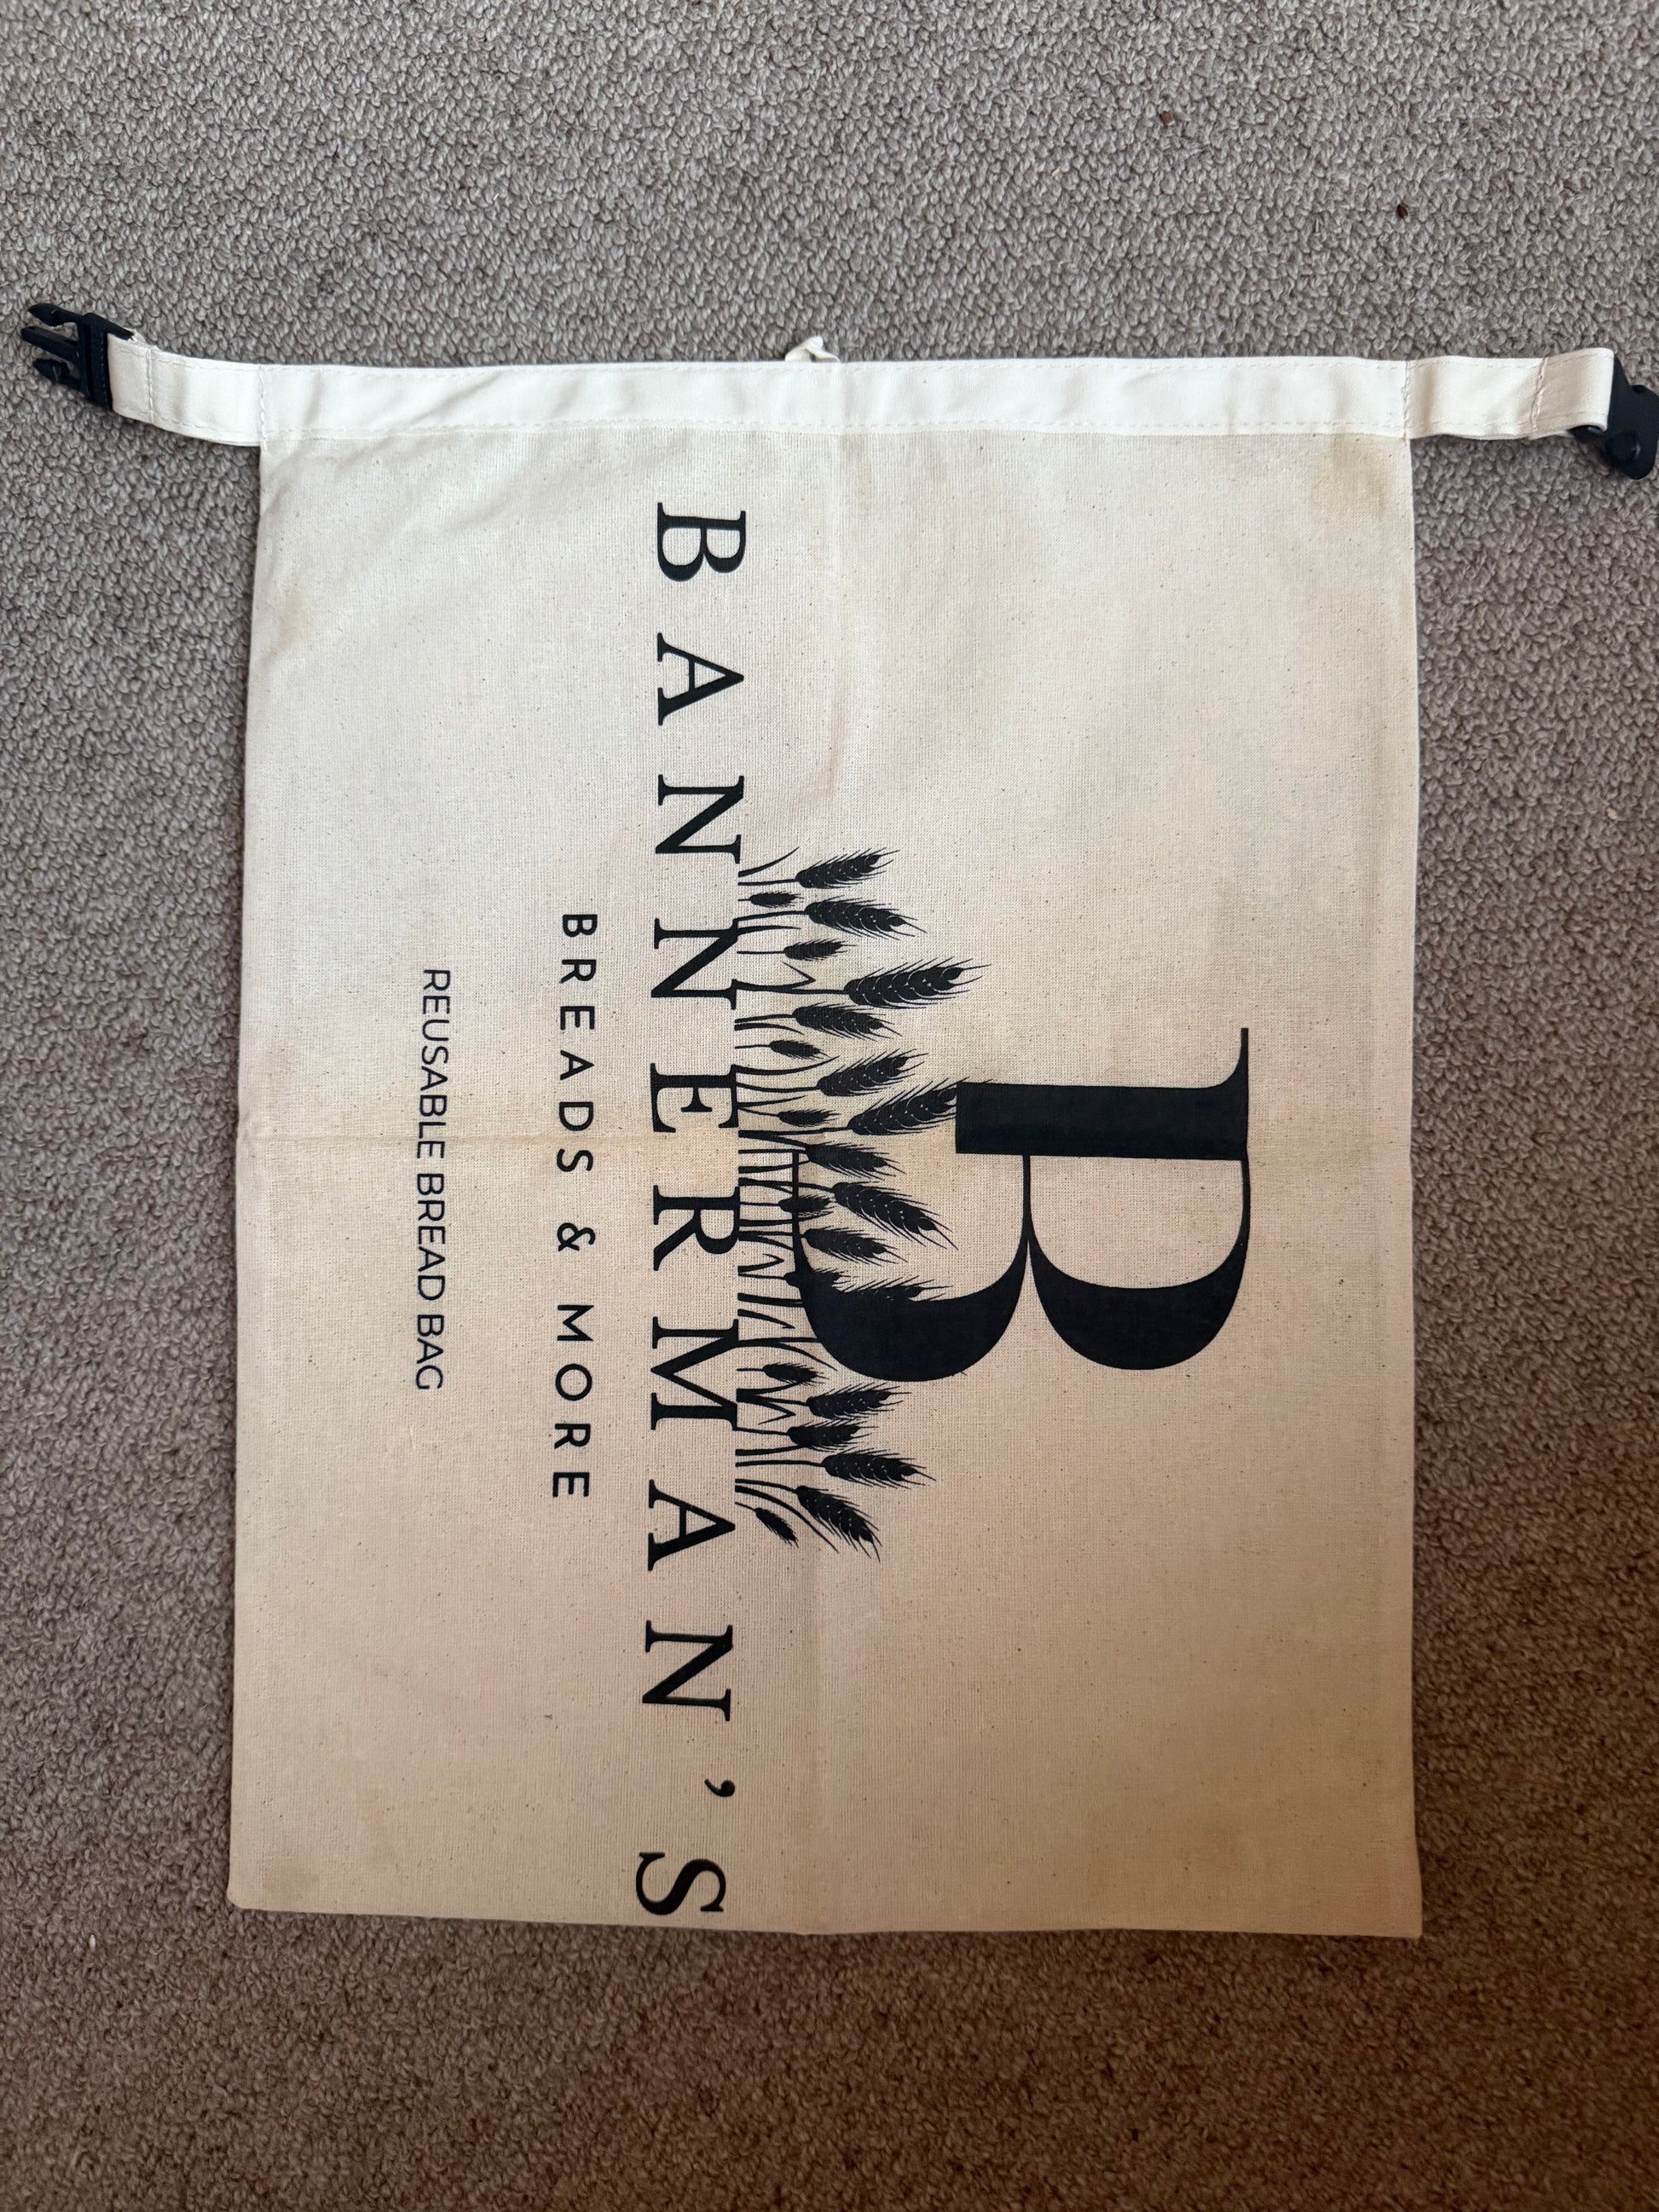 B
BANNERMAN'S
BREADS & MORE
REUSABLE BREAD BAG